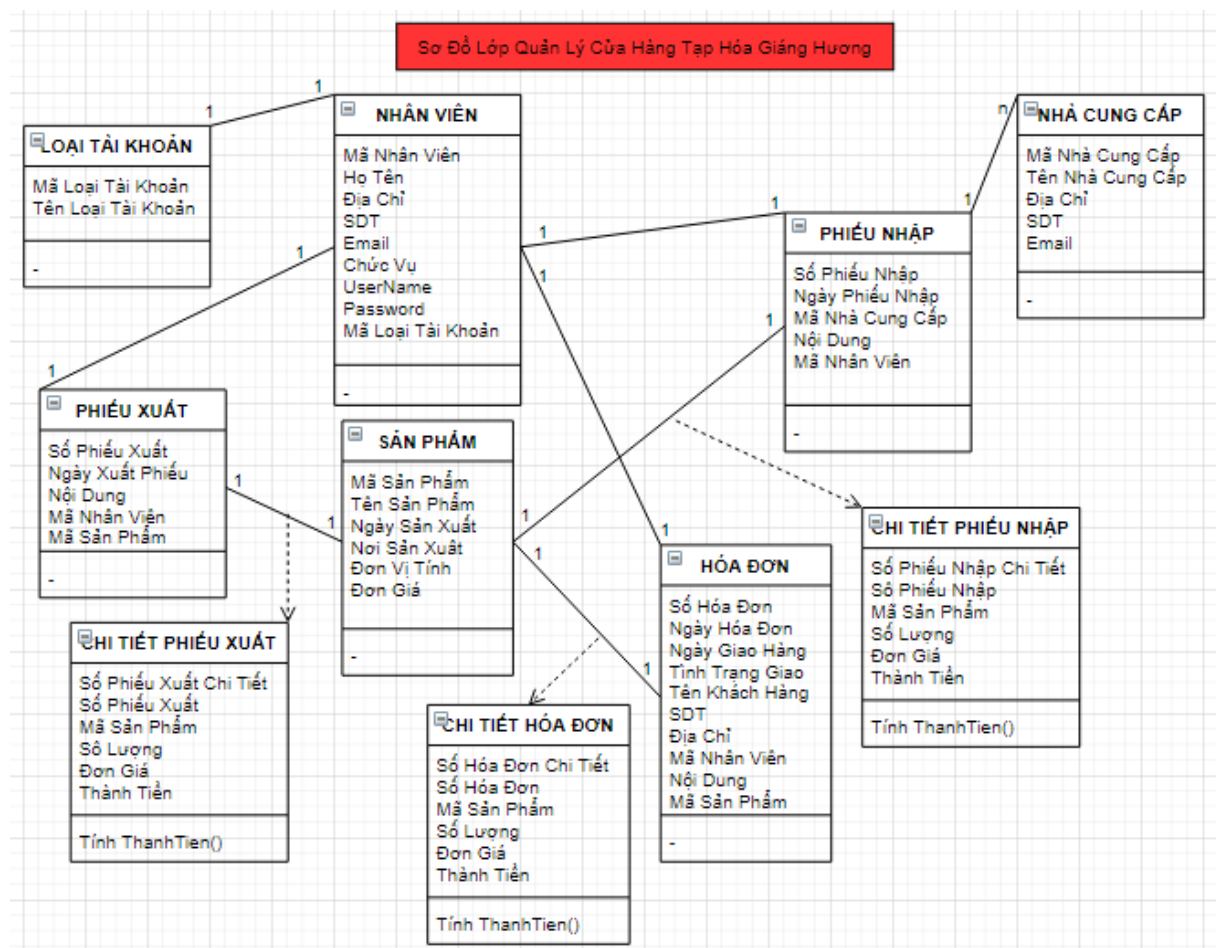 Sơ Đồ Lớp Quản Lý Cửa Hàng Tạp Hóa Giáng Hương
LOẠI TÀI KHOẢN
Mã Loại Tài Khoản
Tên Loại Tài Khoản
-
1
1
NHÂN VIÊN
Mã Nhân Viên
Họ Tên
Địa Chỉ
SDT
Email
Chức Vụ
UserName
Password
Mã Loại Tài Khoản
-
1
1
1
1
1
1
NHÀ CUNG CẤP
Mã Nhà Cung Cấp
Tên Nhà Cung Cấp
Địa Chỉ
SDT
Email
-
n
1
PHIẾU NHẬP
Số Phiếu Nhập
Ngày Phiếu Nhập
Mã Nhà Cung Cấp
Nội Dung
Mã Nhân Viên
-
1
1
PHIẾU XUẤT
Số Phiếu Xuất
Ngày Xuất Phiếu
Nội Dung
Mã Nhân Viên
Mã Sản Phẩm
-
1
1
SẢN PHẨM
Mã Sản Phẩm
Tên Sản Phẩm
Ngày Sản Xuất
Nơi Sản Xuât
Đơn Vị Tính
Đơn Giá
-
1
1
HÓA ĐƠN
Số Hóa Đơn
Ngày Hóa Đơn
Ngày Giao Hàng
Tình Trạng Giao
Tên Khách Hàng
SDT
Địa Chỉ
Mã Nhân Viên
Nội Dung
Mã Sản Phẩm
-
CHI TIẾT PHIẾU NHẬP
Số Phiếu Nhập Chi Tiết
Sô Phiếu Nhập
Mã Sản Phẩm
Số Lượng
Đơn Giá
Thành Tiền
Tính ThanhTien()
CHI TIẾT PHIẾU XUẤT
Số Phiếu Xuất Chi Tiết
Số Phiếu Xuất
Mã Sản Phẩm
Sô Lượng
Đơn Giá
Thành Tiền
Tính ThanhTien()
CHI TIẾT HÓA ĐƠN
Số Hóa Đơn Chi Tiết
Số Hóa Đơn
Mã Sản Phẩm
Số Lượng
Đơn Giá
Thành Tiền
Tính ThanhTien()